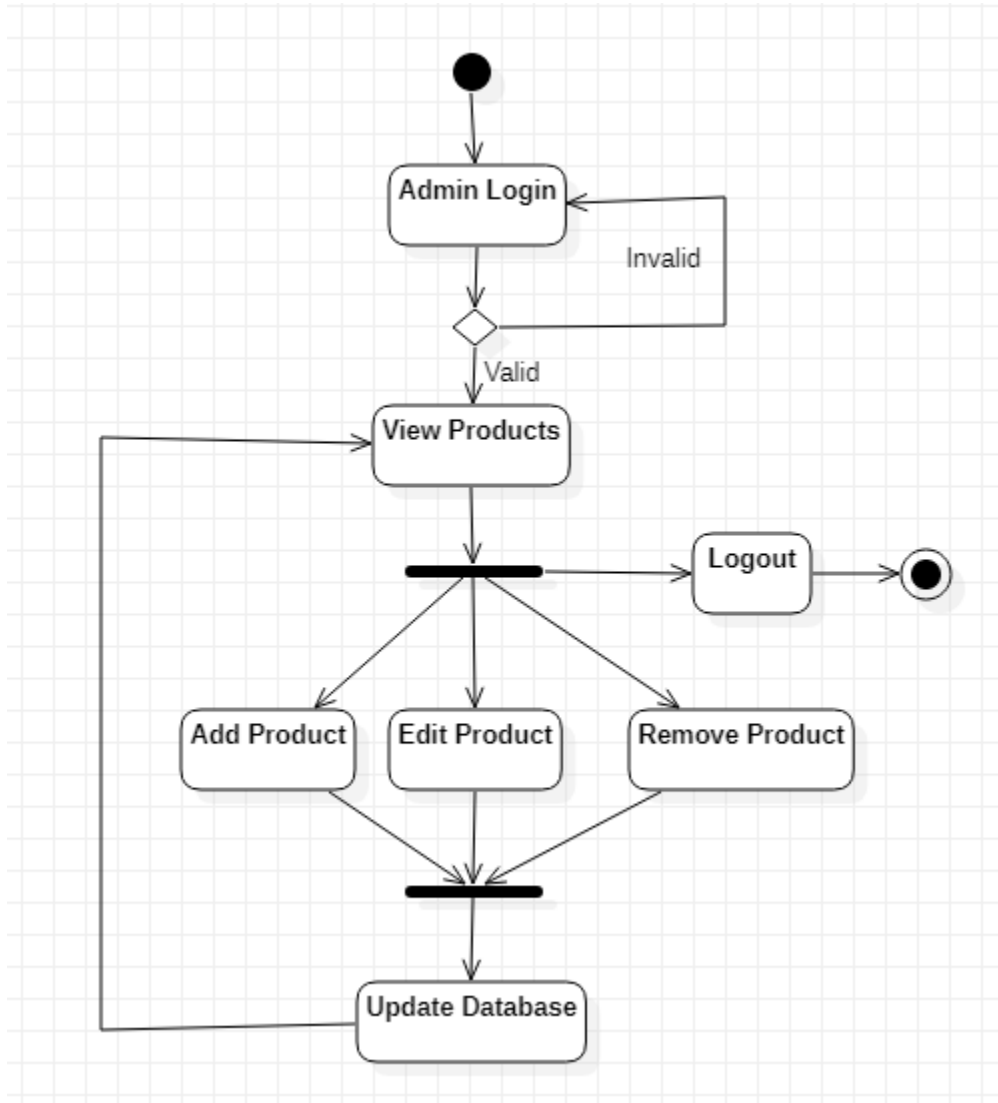 Admin Login
Invalid
Valid
View Products
Logout
Add Product
Edit Product
Remove Product
Update Database